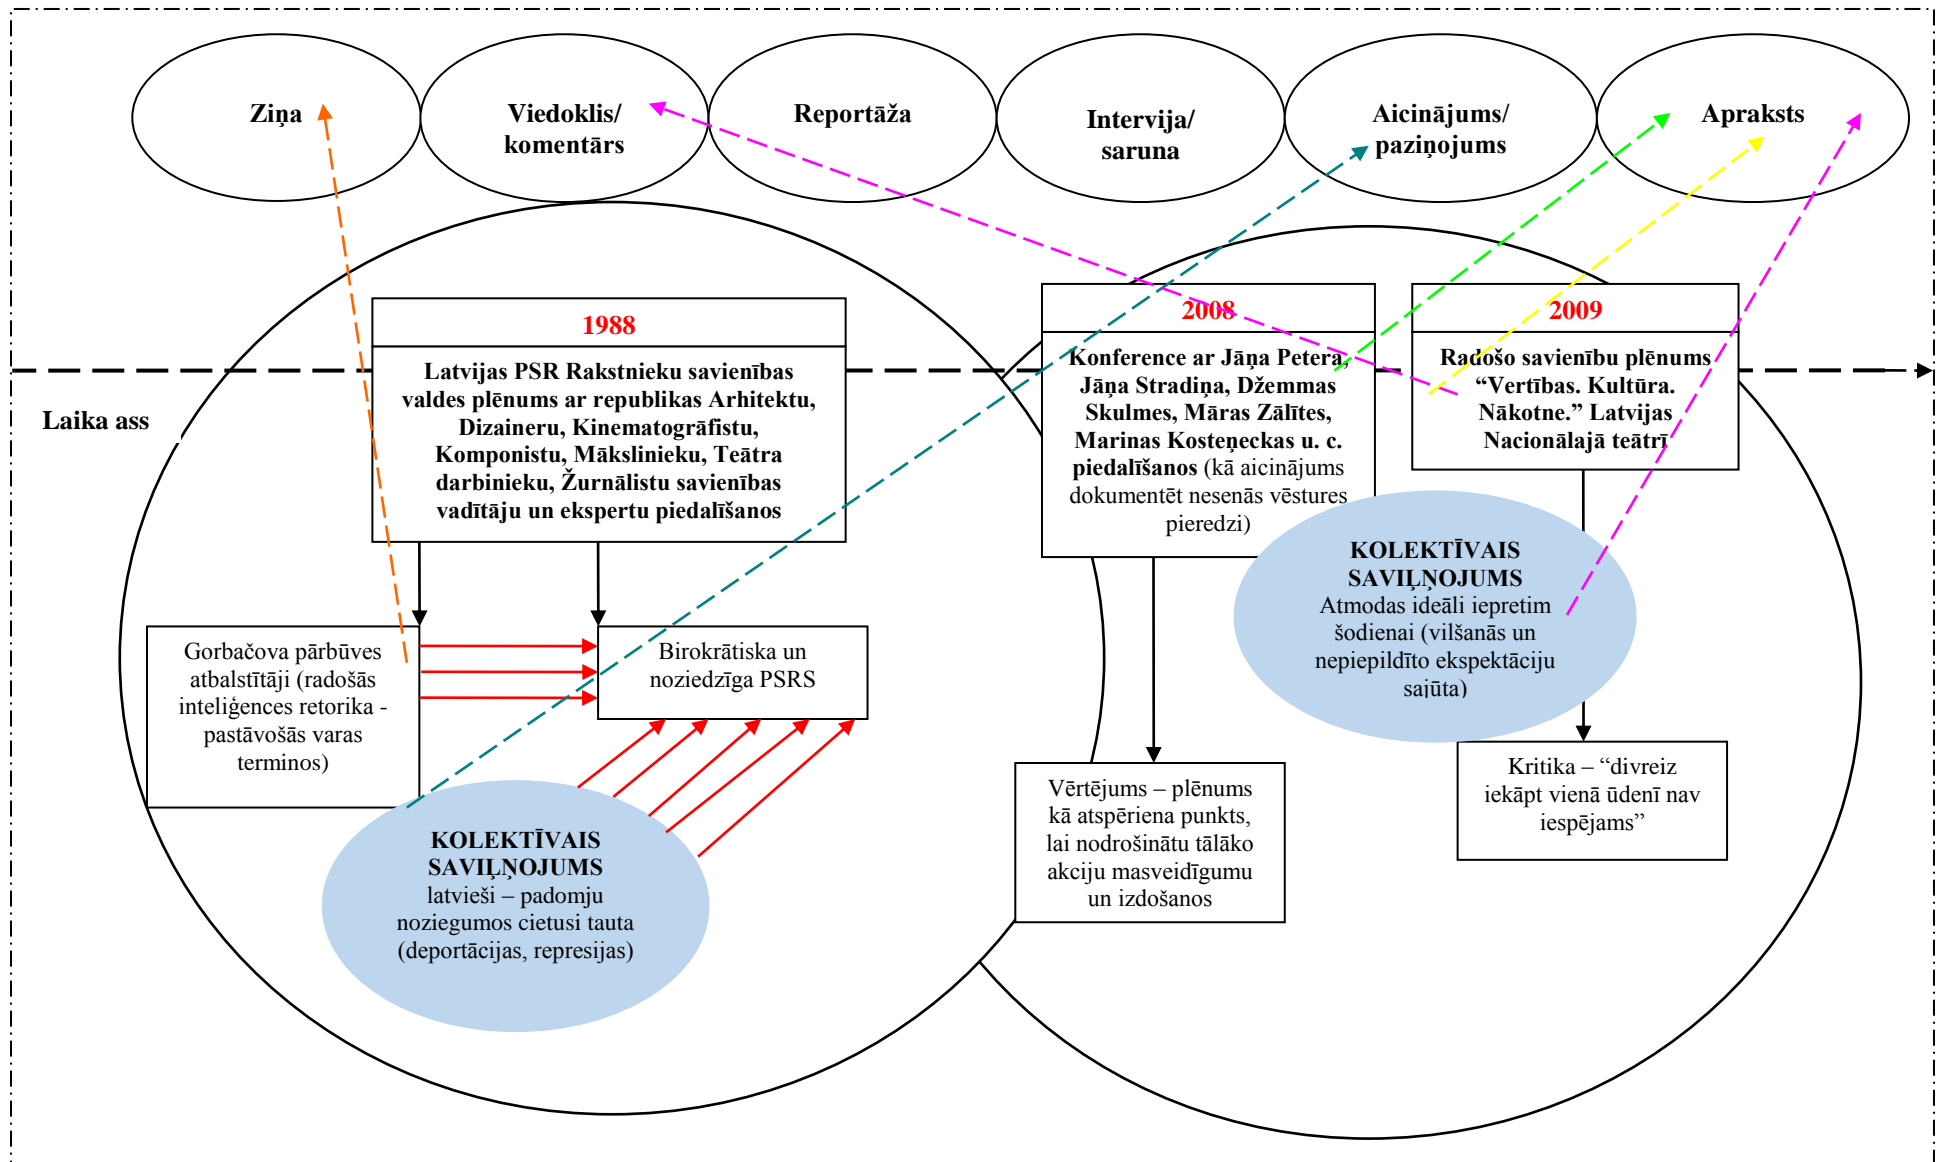 Ziņa
Viedoklis/
komentārs
Reportāža
Intervija/
saruna
Aicinājums/
paziņojums
Apraksts
1988
Latvijas PSR Rakstnieku savienības
valdes plēnums ar republikas Arhitektu,
Dizaineru, Kinematogrāfistu,
Komponistu, Mākslinieku, Teātra
darbinieku, Žurnālistu savienības
vadītāju un ekspertu piedalīšanos
2008
Konference ar Jāņa Petera,
Jāņa Stradiņa, Džemmas
Skulmes, Māras Zālītes,
Marinas Kosteņeckas u. c.
piedalīšanos (kā aicinājums
dokumentēt nesenās vēstures
pieredzi)
2009
Radošo savienību plēnums
“Vertības. Kultūra.
Nākotne.” Latvijas
Nacionālajā teātrī
Laika ass
Gorbačova pārbūves
atbalstītāji (radošās
inteliģences retorika -
pastāvošās varas
terminos)
Birokrātiska un
noziedzīga PSRS
KOLEKTĪVAIS
SAVIĻŅOJUMS
latvieši – padomju
noziegumos cietusi tauta
(deportācijas, represijas)
KOLEKTĪVAIS
SAVIĻŅOJUMS
Atmodas ideāli iepretim
šodienai (vilšanās un
nepiepildīto ekspektāciju
sajūta)
Vērtējums – plēnums
kā atspēriena punkts,
lai nodrošinātu tālāko
akciju masveidīgumu
un izdošanos
Kritika – “divreiz
iekāpt vienā ūdenī nav
iespējams”